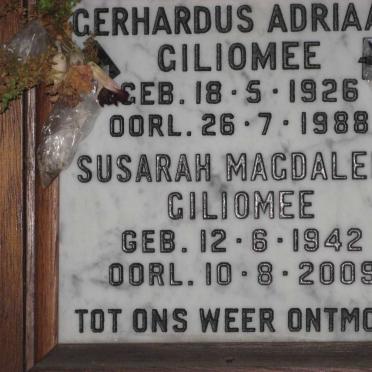 GERHARDUS ADRIAA
GILIOMEE
GEB. 18·5·1926
OORL. 26·7·1988
SUSARAH MAGDALE
GILIOMEE
GEB. 12·6·1942
OORL. 10·8·2009
TOT ONS WEER ONTMO